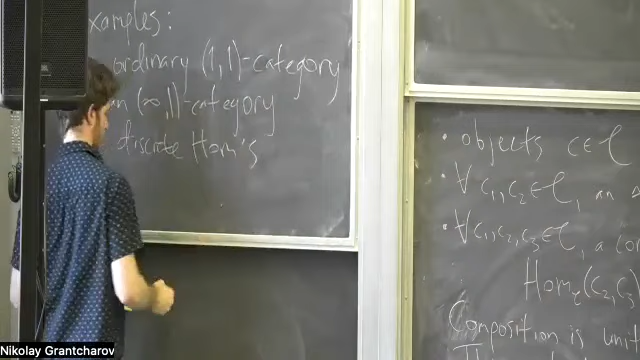 xamples:
ordinary (1,1)-category
an (∞,1)-category
discrete Hom's
• objects c∈C
• ∀ c₁,c₂∈C, an
• ∀ c₁,c₂,c₃∈C, a co
Hom_C(c₂,c₃)
Composition is unit
Nikolay Grantcharov